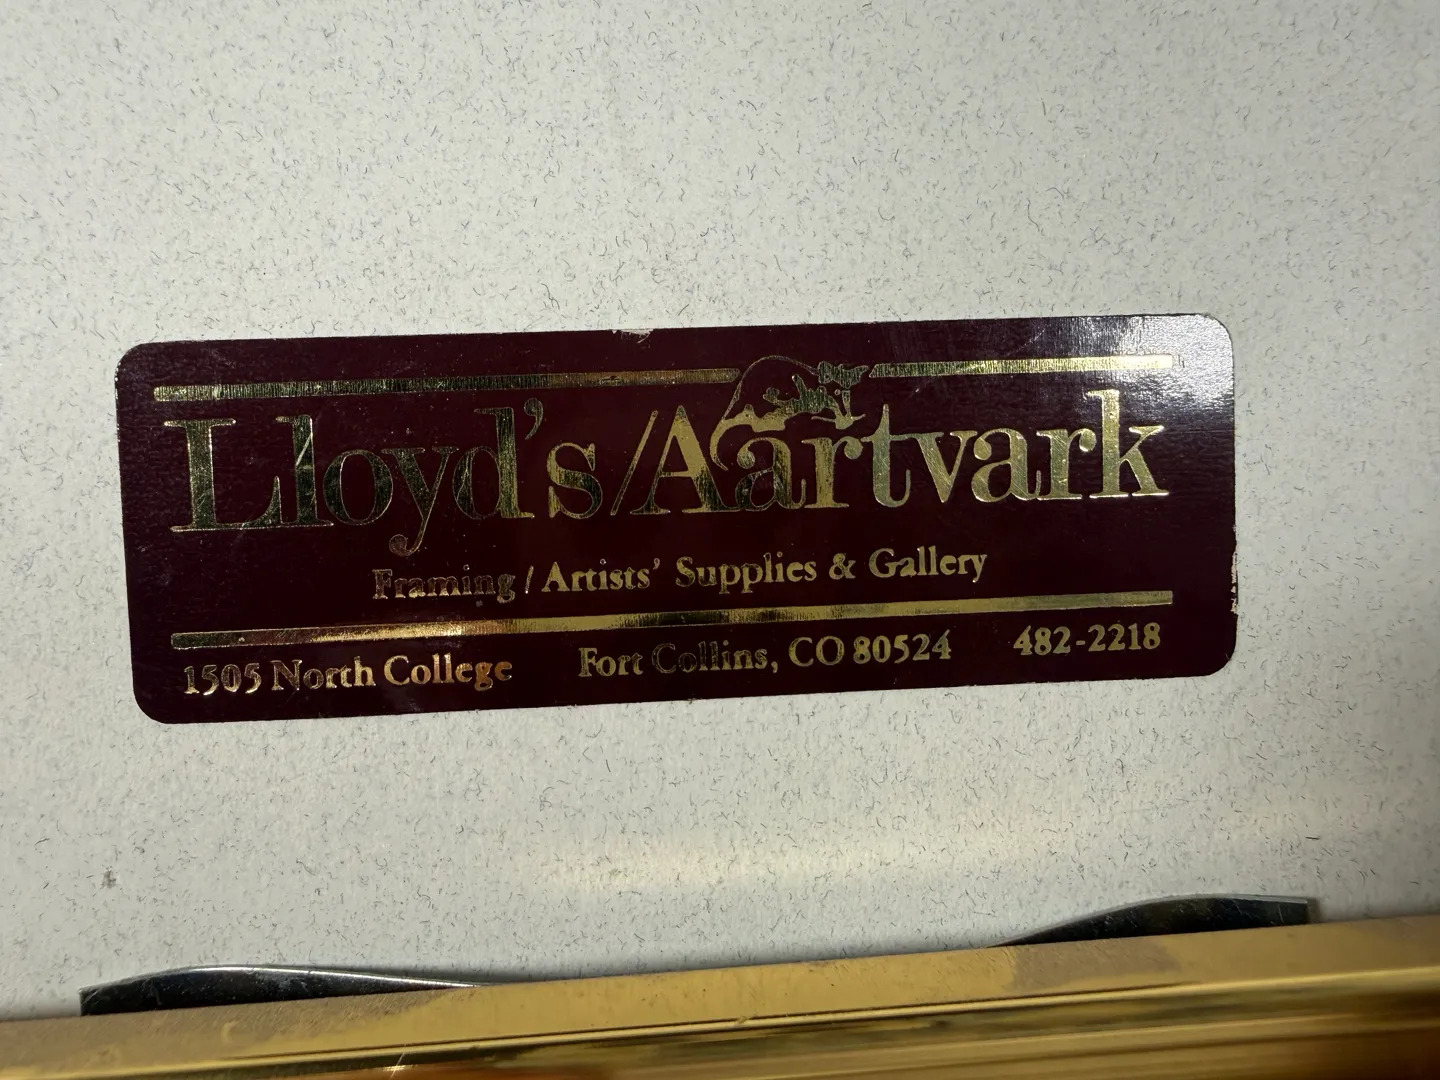 Lloyd's/Aartvark
Framing/Artists' Supplies & Gallery
1505 North College Fort Collins, CO 80524 482-2218